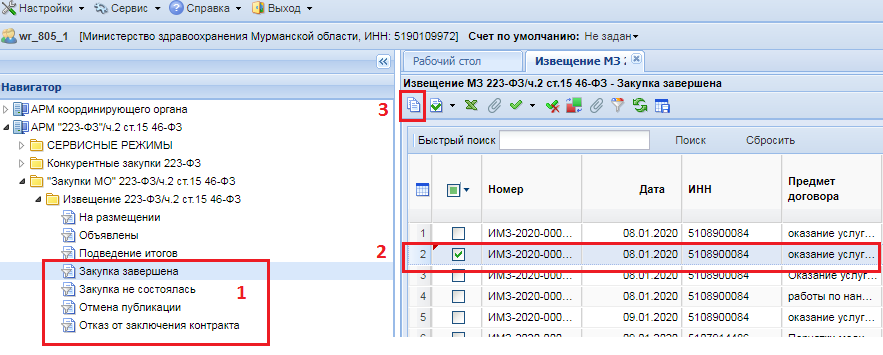 Настройки Сервис Справка Выход
wr_805_1 [Министерство здравоохранения Мурманской области, ИНН: 5190109972] Счет по умолчанию: Не задан
Рабочий стол Извещение МЗ 2
Навигатор
Извещение МЗ 223-ФЗ/ч.2 ст.15 46-ФЗ - Закупка завершена
АРМ координирующего органа
3
АРМ "223-ФЗ"/ч.2 ст.15 46-ФЗ
СЕРВИСНЫЕ РЕЖИМЫ
Быстрый поиск Поиск Сбросить
Конкурентные закупки 223-ФЗ
"Закупки МО" 223-ФЗ/ч.2 ст.15 46-ФЗ
Номер Дата ИНН Предмет договора
Извещение 223-ФЗ/ч.2 ст.15 46-ФЗ
На размещении
Объявлены
1 ИМЗ-2020-000... 08.01.2020 5108900084 оказание услуг...
Подведение итогов
2
2 ИМЗ-2020-000... 08.01.2020 5108900084 оказание услуг...
Закупка завершена
3 ИМЗ-2020-000... 08.01.2020 5108900084 Оказание услуг...
Закупка не состоялась
1
4 ИМЗ-2020-000... 08.01.2020 5108900084 работы по нан...
Отмена публикации
5 ИМЗ-2020-000... 09.01.2020 5108900084 оказание услуг...
Отказ от заключения контракта